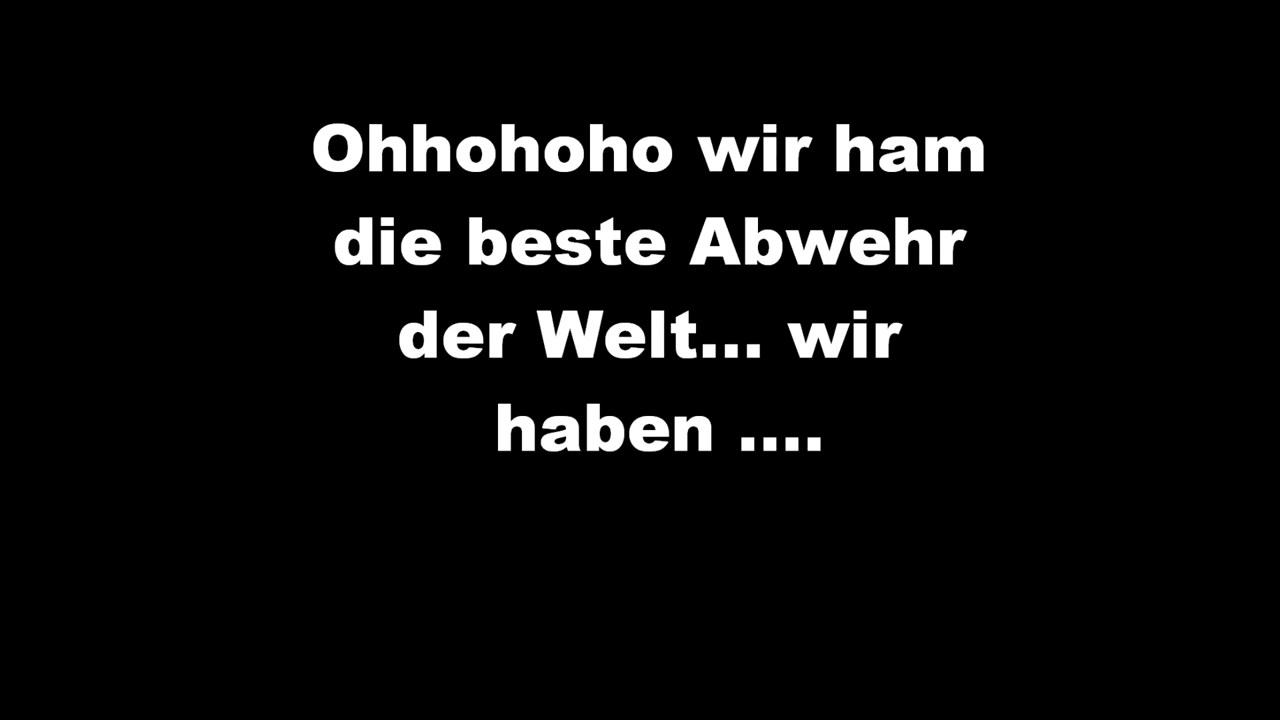 Ohhohoho wir ham
die beste Abwehr
der Welt... wir
haben ....